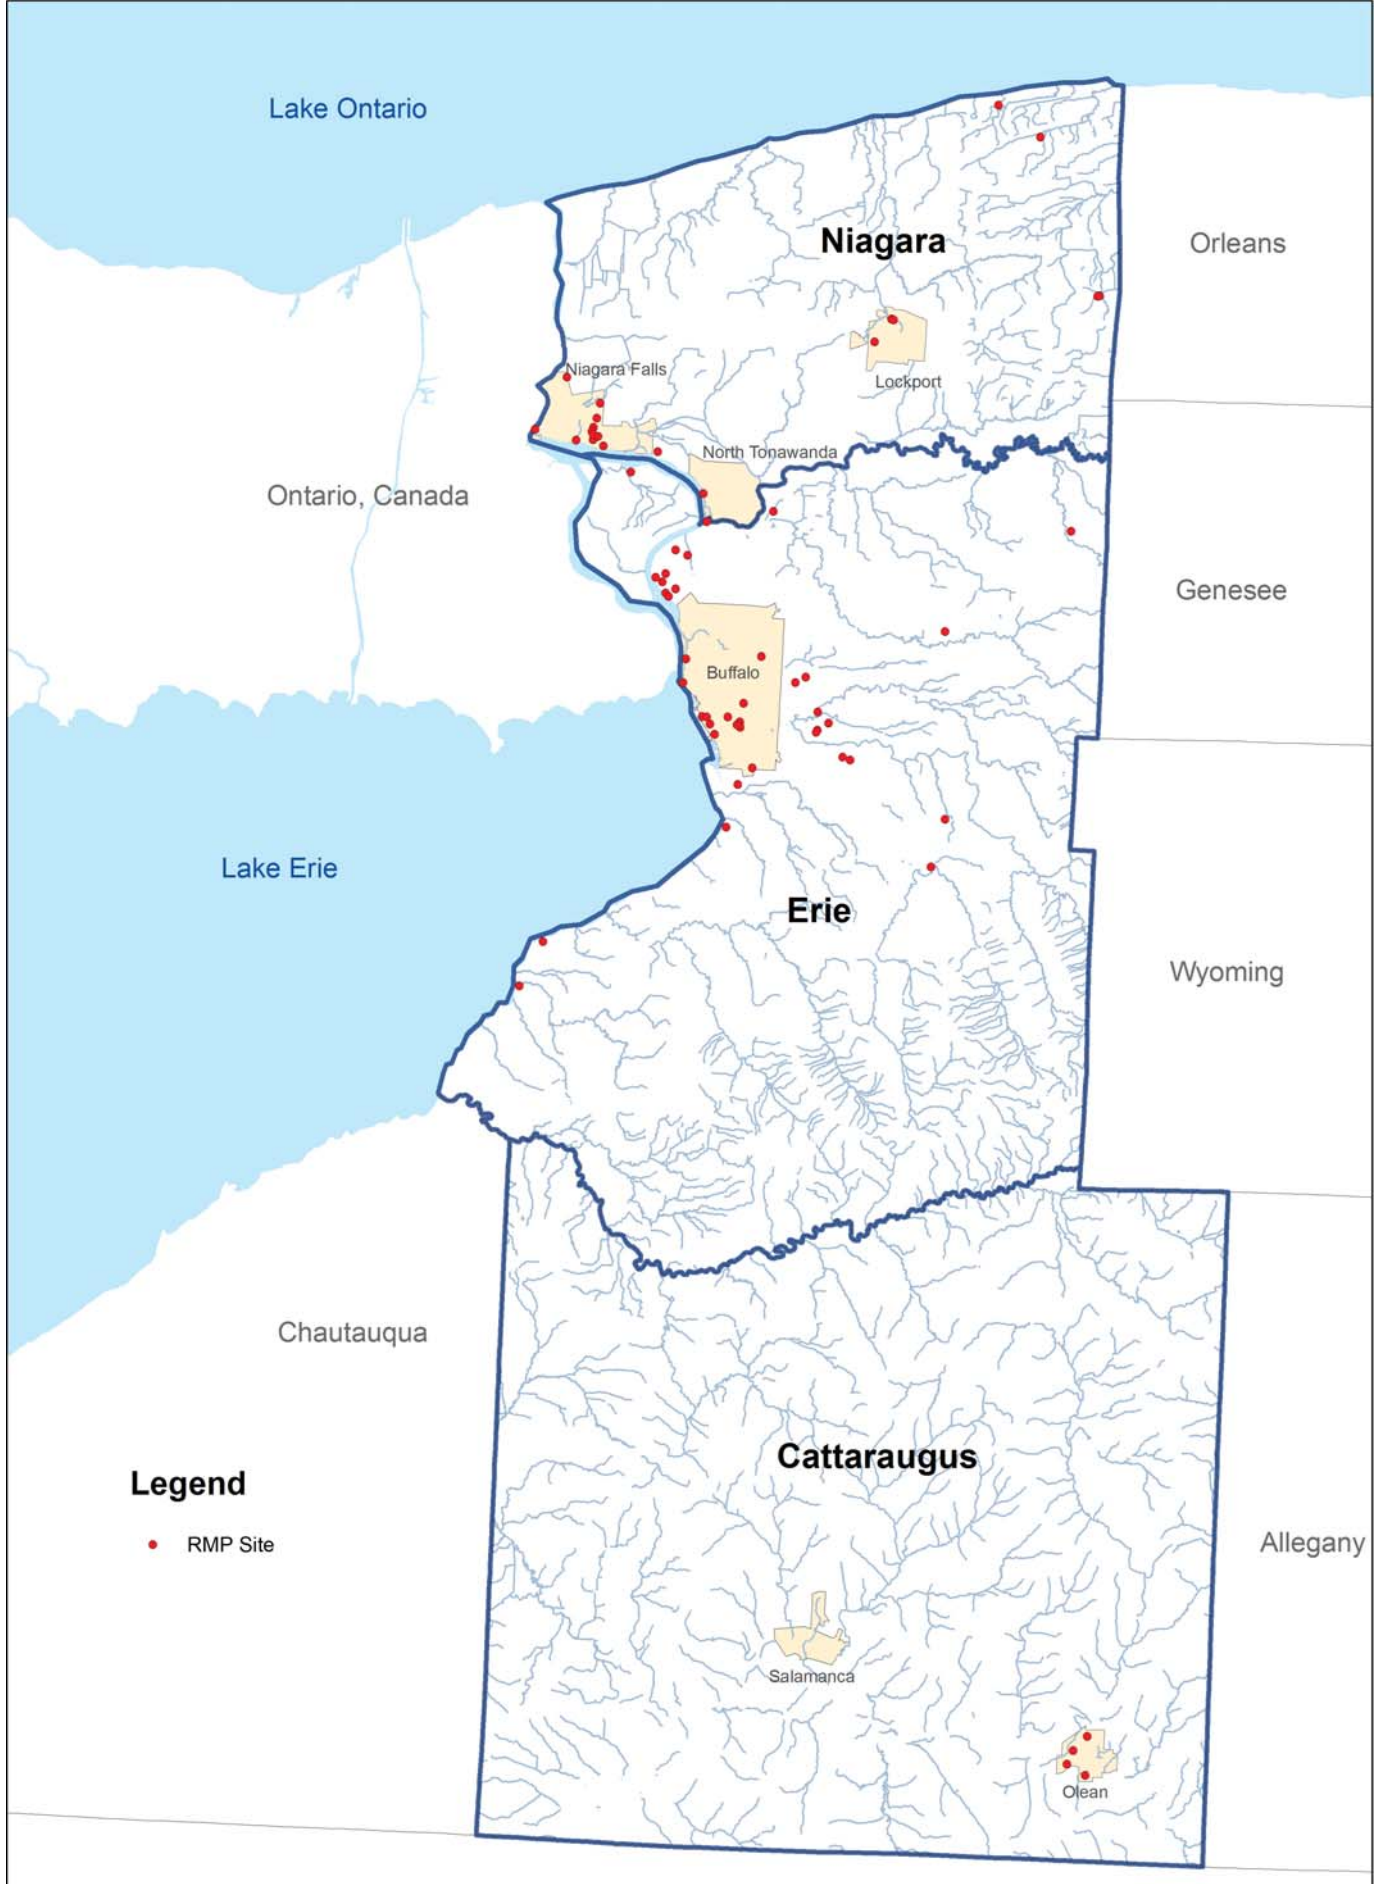 Lake Ontario
Niagara
Orleans
Niagara Falls
Lockport
North Tonawanda
Ontario, Canada
Genesee
Buffalo
Lake Erie
Erie
Wyoming
Chautauqua
Cattaraugus
Legend
RMP Site
Allegany
Salamanca
Olean